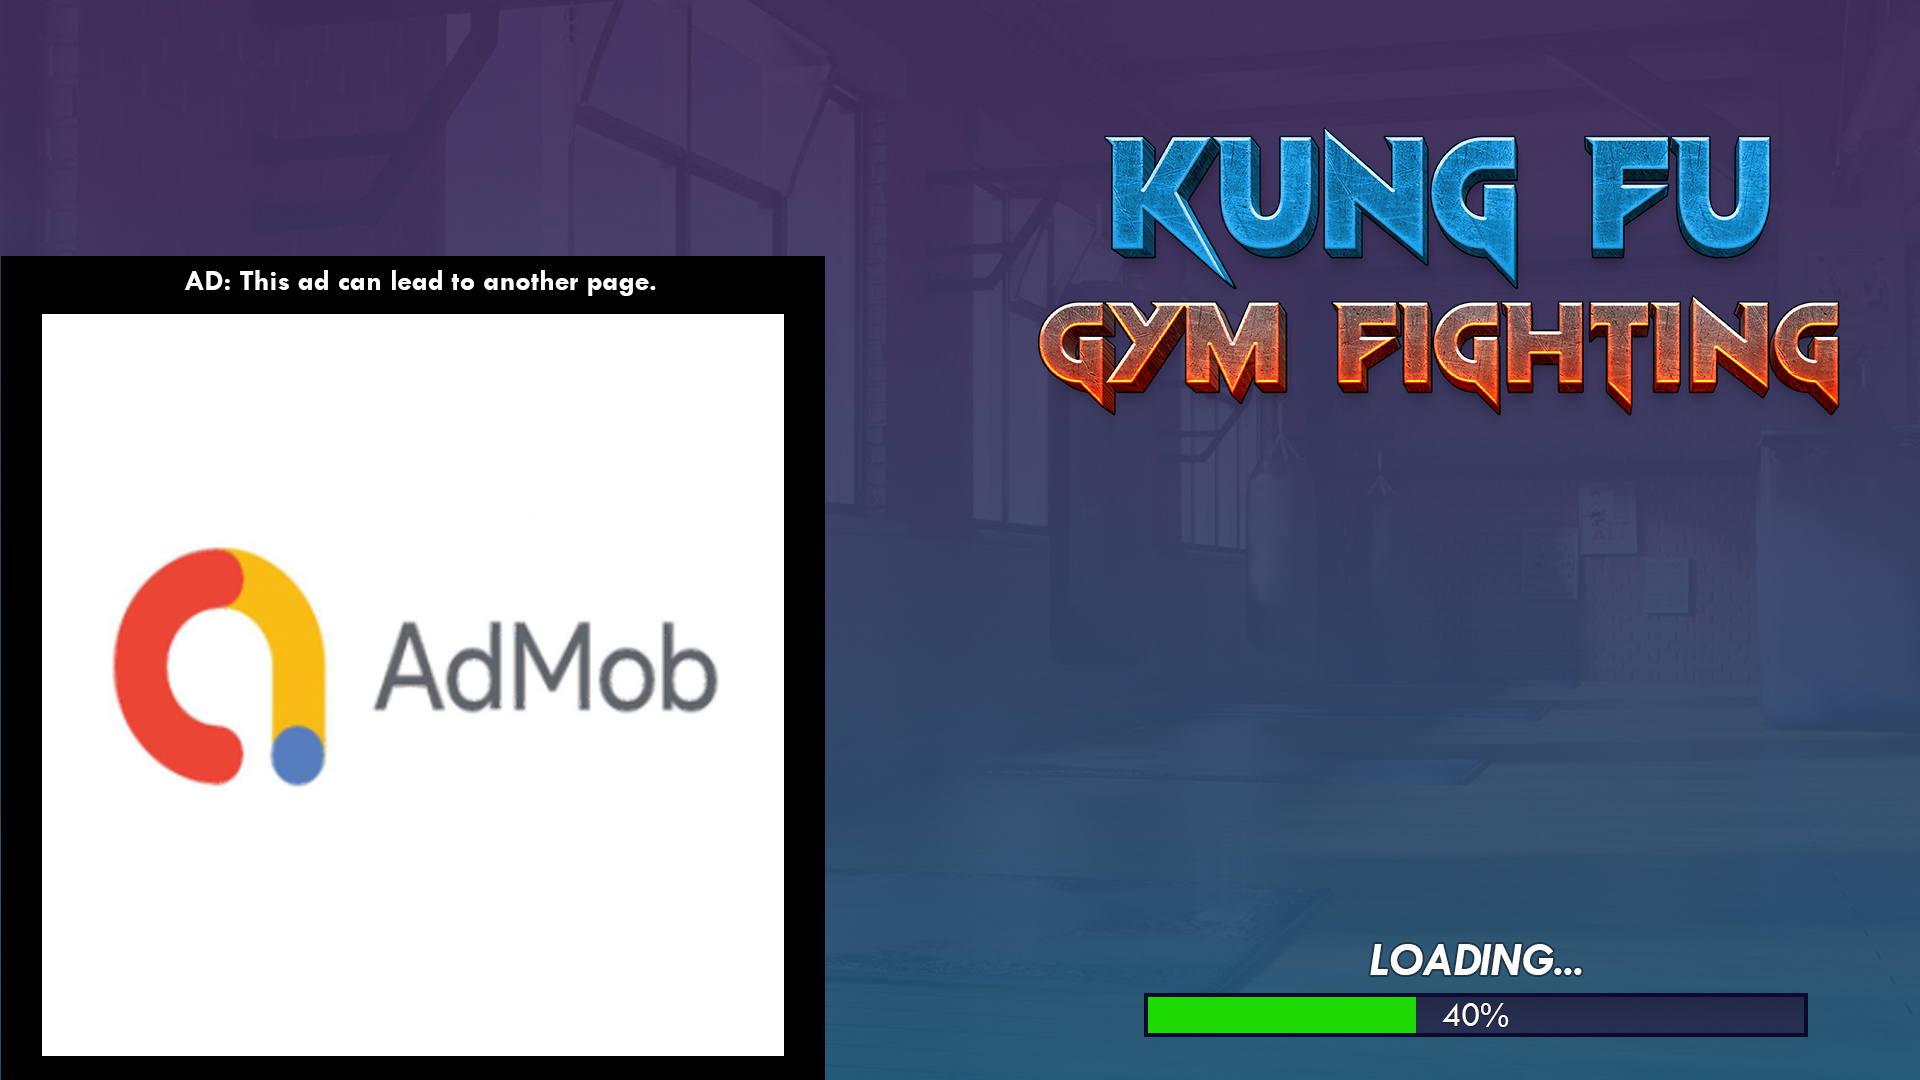 KUNG FU
GYM FIGHTING
AD: This ad can lead to another page.
AdMob
LOADING...
40%